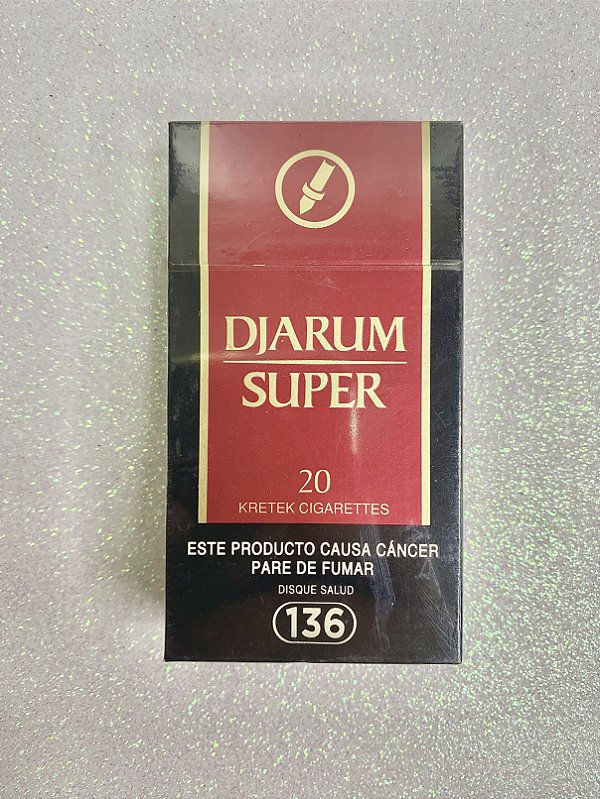 DJARUM
SUPER
20
KRETEK CIGARETTES
ESTE PRODUCTO CAUSA CÁNCER
PARE DE FUMAR
DISQUE SALUD
136